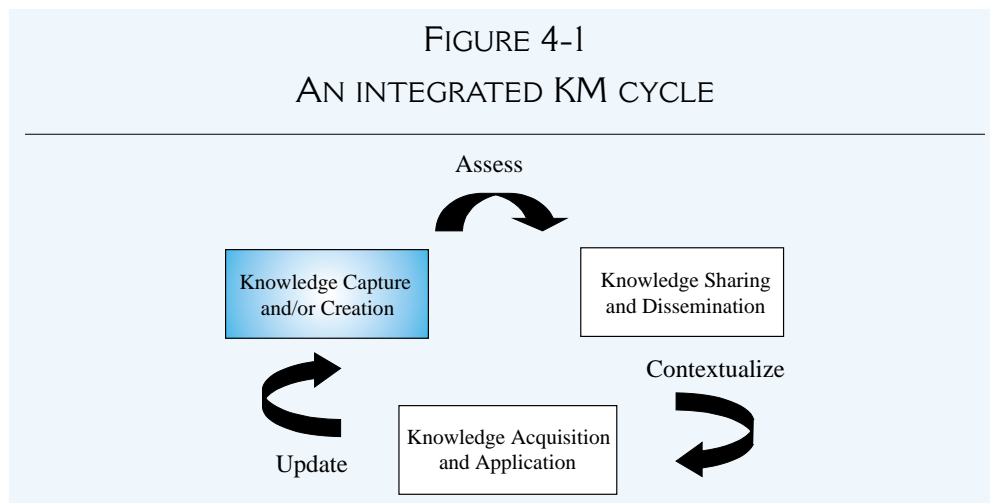 FIGURE 4-1
AN INTEGRATED KM CYCLE
Assess
Knowledge Capture
and/or Creation
Knowledge Sharing
and Dissemination
Contextualize
Knowledge Acquisition
and Application
Update